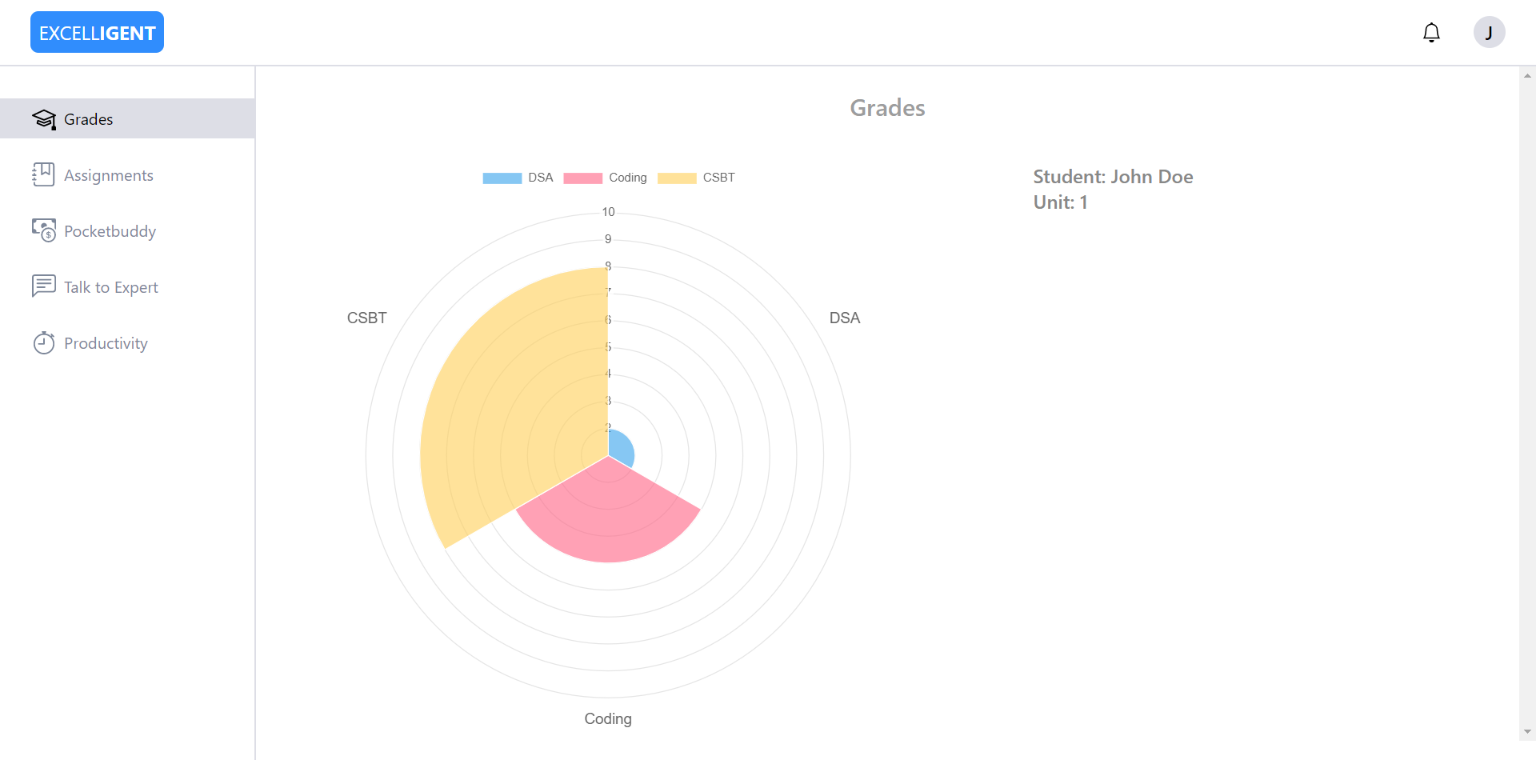 EXCELLIGENT
J
Grades
Assignments
Pocketbuddy
Talk to Expert
Productivity
Grades
DSA Coding CSBT
Student: John Doe
Unit: 1
10
9
8
7
6
5
4
3
2
CSBT
DSA
Coding